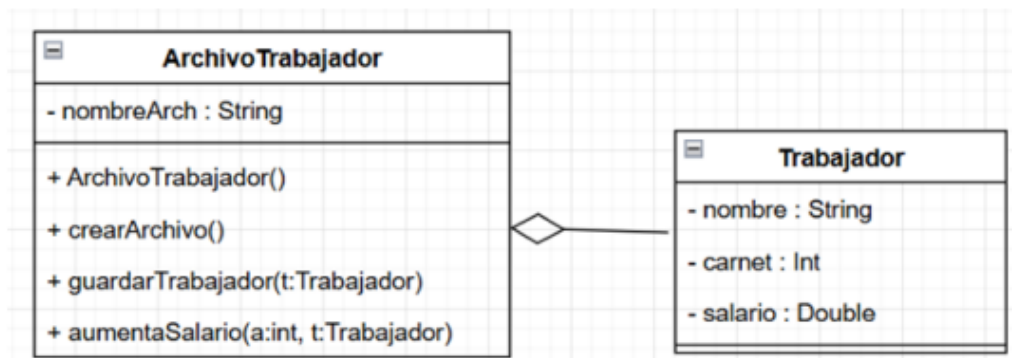 ArchivoTrabajador
- nombreArch : String
+ ArchivoTrabajador()
+ crearArchivo()
+ guardarTrabajador(t:Trabajador)
+ aumentaSalario(a:int, t:Trabajador)
Trabajador
- nombre : String
- carnet : Int
- salario : Double